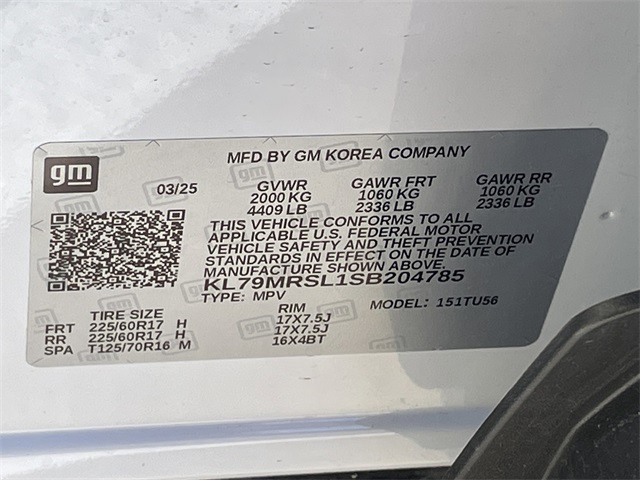 gm
MFD BY GM KOREA COMPANY
03/25 GVWR GAWR FRT GAWR RR
2000 KG 1060 KG 1060 KG
4409 LB 2336 LB 2336 LB
THIS VEHICLE CONFORMS TO ALL
APPLICABLE U.S. FEDERAL MOTOR
VEHICLE SAFETY AND THEFT PREVENTION
STANDARDS IN EFFECT ON THE DATE OF
MANUFACTURE SHOWN ABOVE.
KL79MRSL1SB204785
TYPE: MPV MODEL: 151TU56
TIRE SIZE RIM
FRT 225/60R17 H 17X7.5J
RR 225/60R17 H 17X7.5J
SPA T125/70R16 M 16X4BT